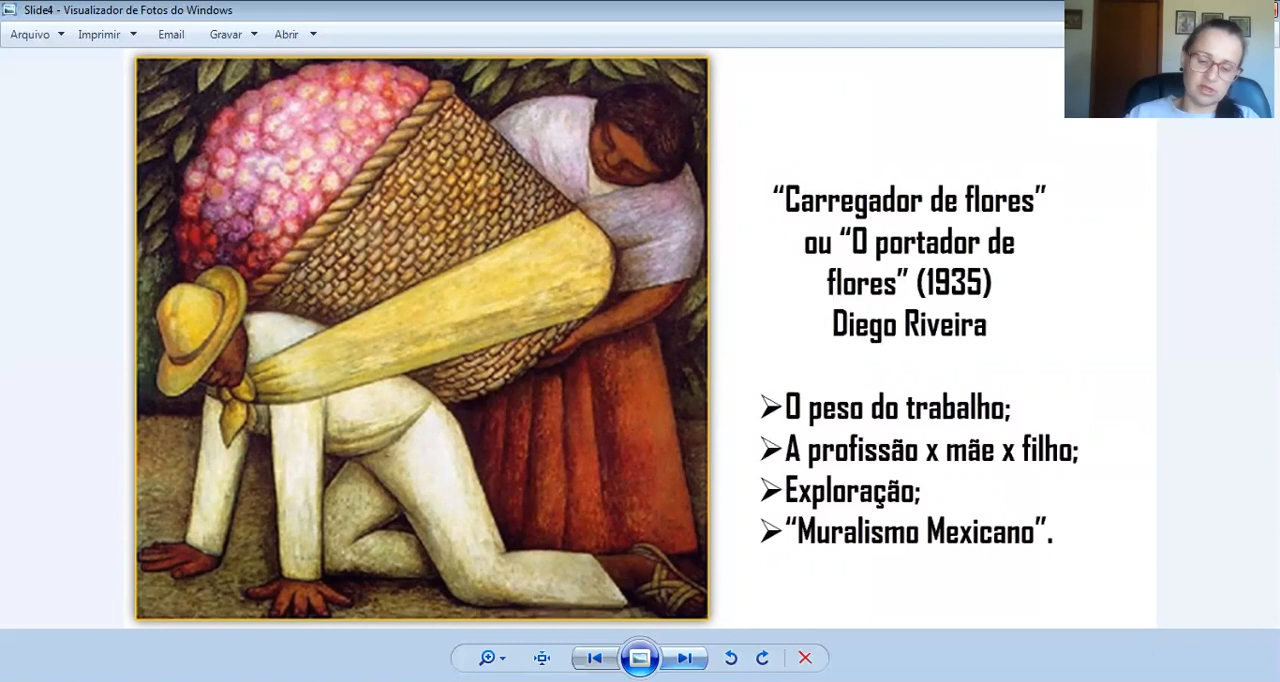 Slide4 - Visualizador de Fotos do Windows
Arquivo Imprimir Email Gravar Abrir
“Carregador de flores”
ou “O portador de
flores” (1935)
Diego Riveira
➢O peso do trabalho;
➢A profissão x mãe x filho;
➢Exploração;
➢“Muralismo Mexicano”.